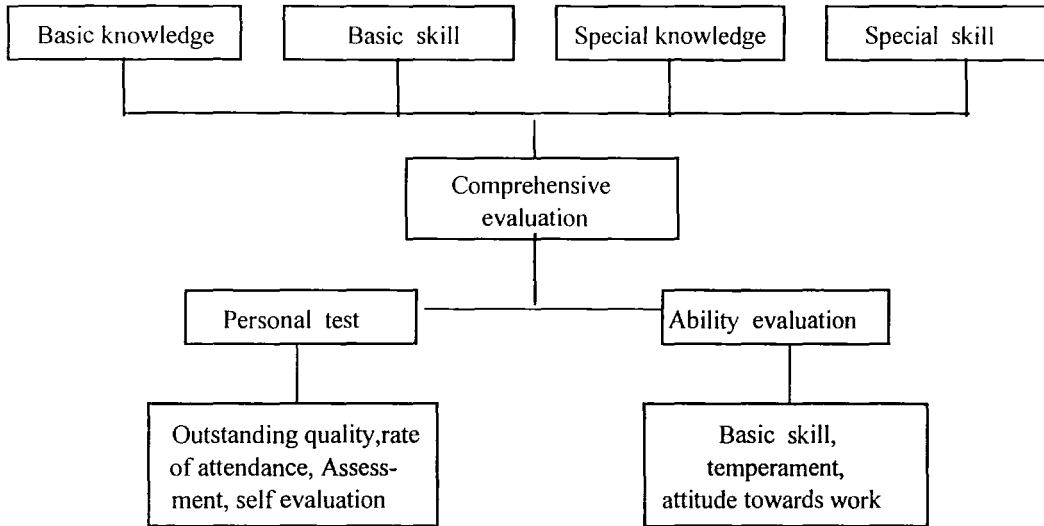 Basic knowledge
Basic skill
Special knowledge
Special skill
Comprehensive
evaluation
Personal test
Ability evaluation
Outstanding quality,rate
of attendance, Assess-
ment, self evaluation
Basic skill,
temperament,
attitude towards work